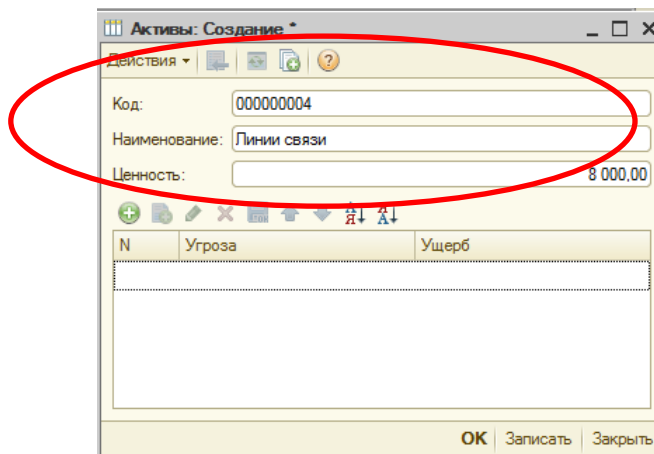 Активы: Создание *
Действия
Код: 000000004
Наименование: Линии связи
Ценность: 8 000,00
N Угроза Ущерб
OK Записать Закрыть